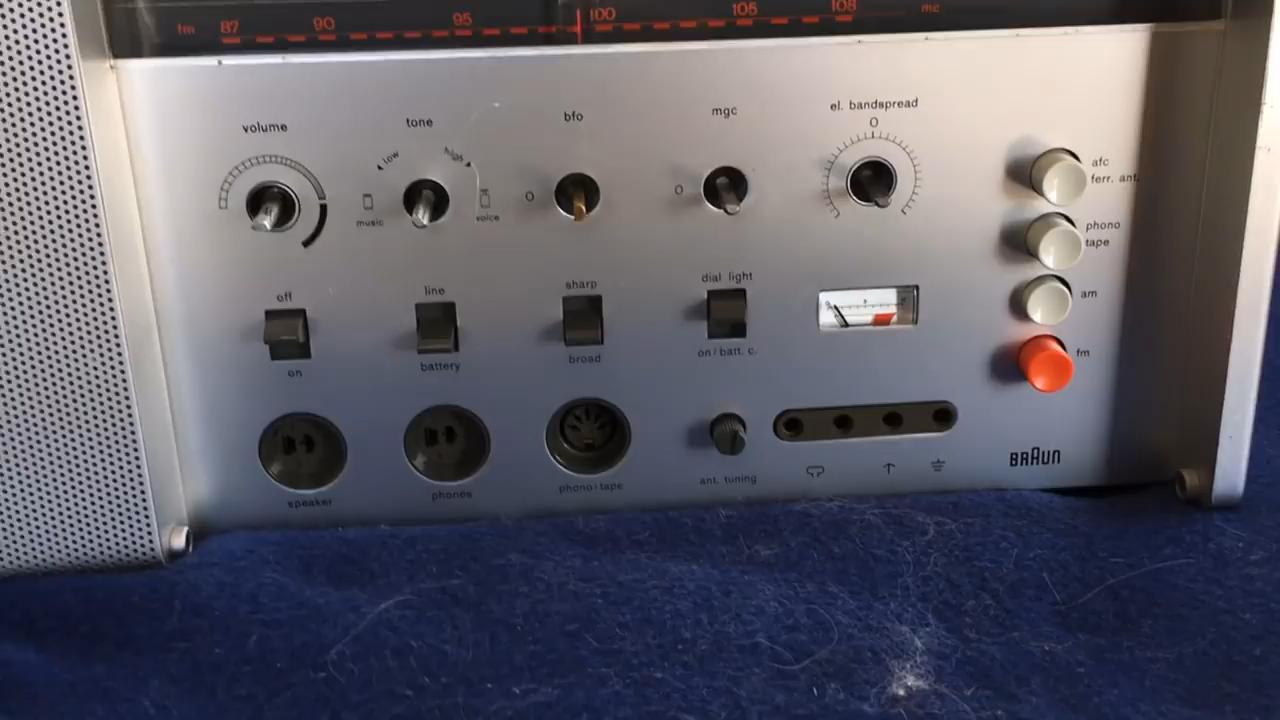 fm 87 90 95 100 105 108 mc
volume tone bfo mgc el. bandspread
0
low high
0 0
music voice
afc
ferr. ant.
phono
tape
am
fm
off line sharp dial light
on battery broad on/batt. c.
speaker phones phono/tape ant. tuning
BRAUN